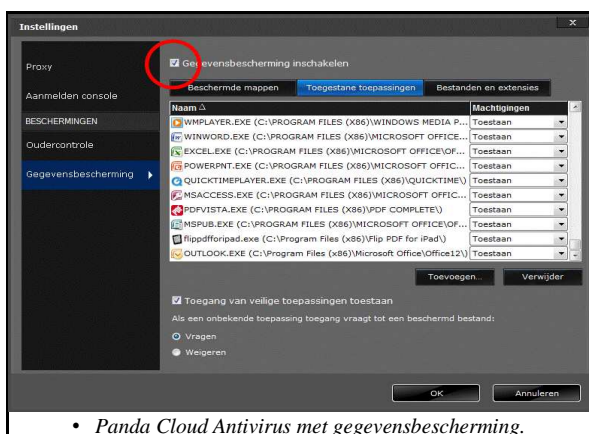 Instellingen
x
Proxy
Aanmelden console
BESCHERMINGEN
Oudercontrole
Gegevensbescherming
Gegevensbescherming inschakelen
Beschermde mappen Toegestane toepassingen Bestanden en extensies
Naam Machtigingen
WMPLAYER.EXE (C:\PROGRAM FILES (X86)\WINDOWS MEDIA P... Toestaan
WINWORD.EXE (C:\PROGRAM FILES (X86)\MICROSOFT OFFICE... Toestaan
EXCEL.EXE (C:\PROGRAM FILES (X86)\MICROSOFT OFFICE\OF... Toestaan
POWERPNT.EXE (C:\PROGRAM FILES (X86)\MICROSOFT OFFIC... Toestaan
QUICKTIMEPLAYER.EXE (C:\PROGRAM FILES (X86)\QUICKTIME\) Toestaan
MSACCESS.EXE (C:\PROGRAM FILES (X86)\MICROSOFT OFFIC... Toestaan
PDFVISTA.EXE (C:\PROGRAM FILES (X86)\PDF COMPLETE\) Toestaan
MSPUB.EXE (C:\PROGRAM FILES (X86)\MICROSOFT OFFICE\OF... Toestaan
flippdfforipad.exe (C:\Program Files (x86)\Flip PDF for iPad\) Toestaan
OUTLOOK.EXE (C:\Program Files (x86)\Microsoft Office\Office12\) Toestaan
Toevoegen... Verwijder
Toegang van veilige toepassingen toestaan
Als een onbekende toepassing toegang vraagt tot een beschermd bestand:
Vragen
Weigeren
OK Annuleren
• Panda Cloud Antivirus met gegevensbescherming.